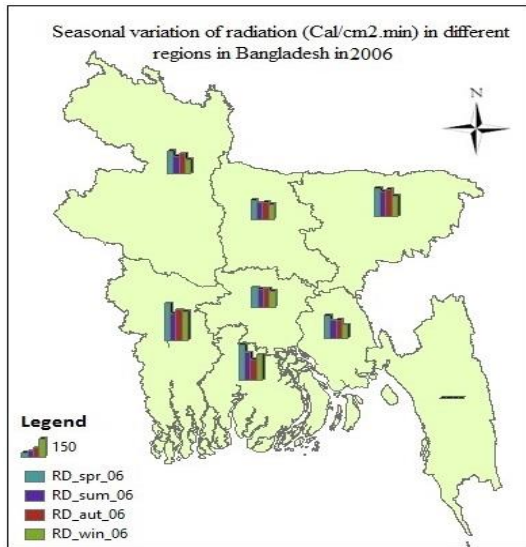 Seasonal variation of radiation (Cal/cm2.min) in different
regions in Bangladesh in2006
N
Legend
150
RD_spr_06
RD_sum_06
RD_aut_06
RD_win_06